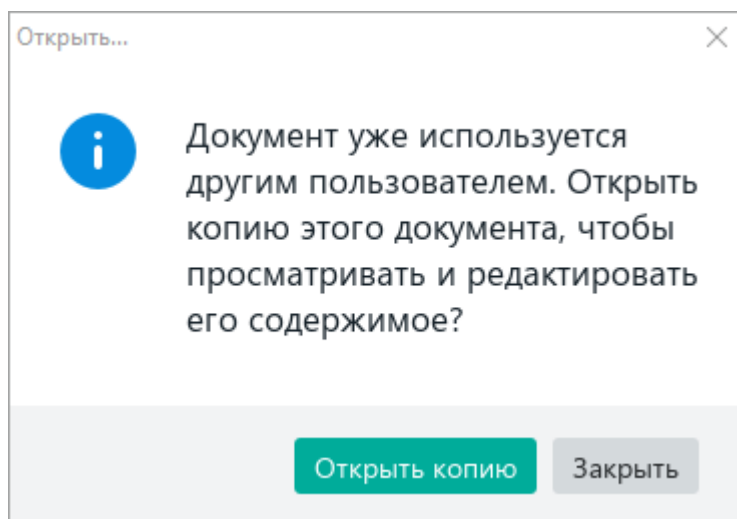 Открыть...
Документ уже используется
другим пользователем. Открыть
копию этого документа, чтобы
просматривать и редактировать
его содержимое?
Открыть копию
Закрыть